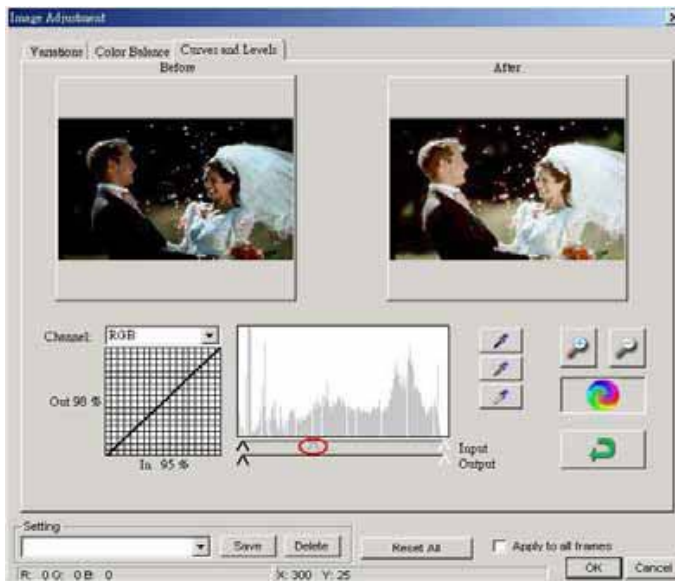 Image Adjustment
Variations Color Balance Curves and Levels
Before After
Channel: RGB
Out 98 %
In 95 %
Input
Output
Setting
Save Delete Reset All Apply to all frames
R: 0 G: 0 B: 0 X: 300 Y: 25 OK Cancel